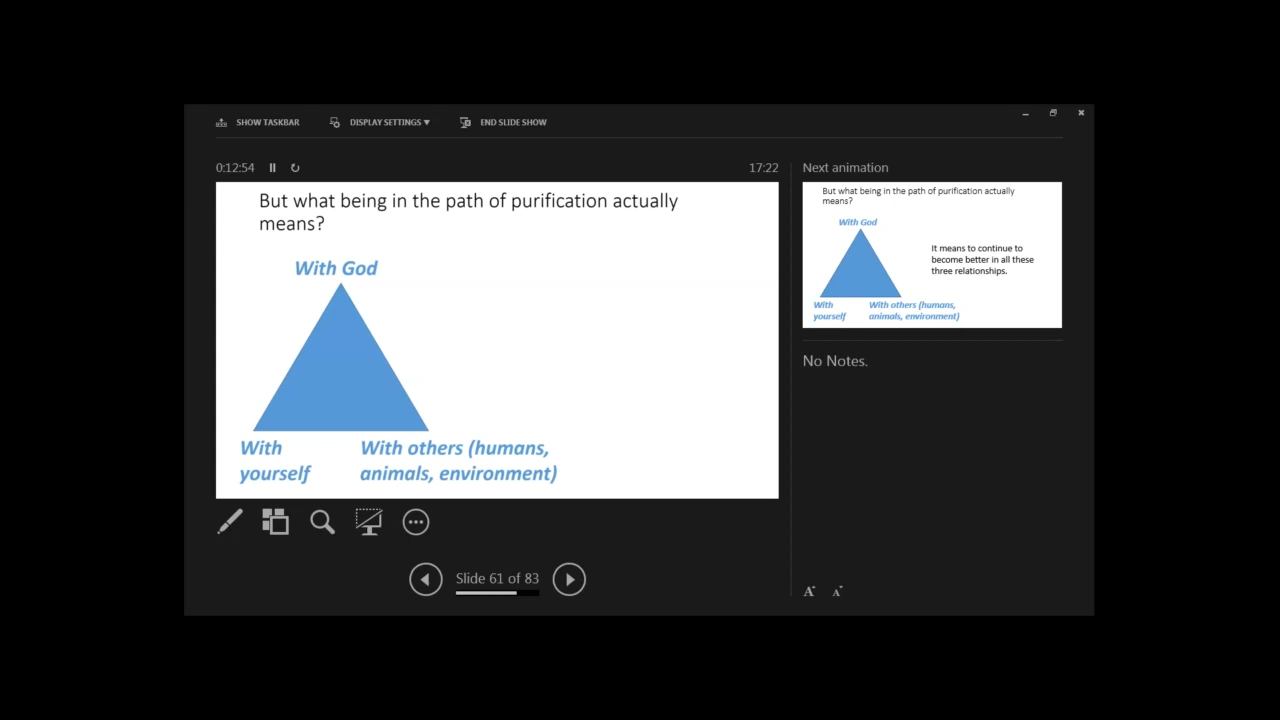 SHOW TASKBAR
DISPLAY SETTINGS ▼
END SLIDE SHOW
0:12:54
17:22
But what being in the path of purification actually
means?
With God
With
yourself
With others (humans,
animals, environment)
Slide 61 of 83
Next animation
But what being in the path of purification actually
means?
With God
It means to continue to
become better in all these
three relationships.
With
yourself
With others (humans,
animals, environment)
No Notes.
A A